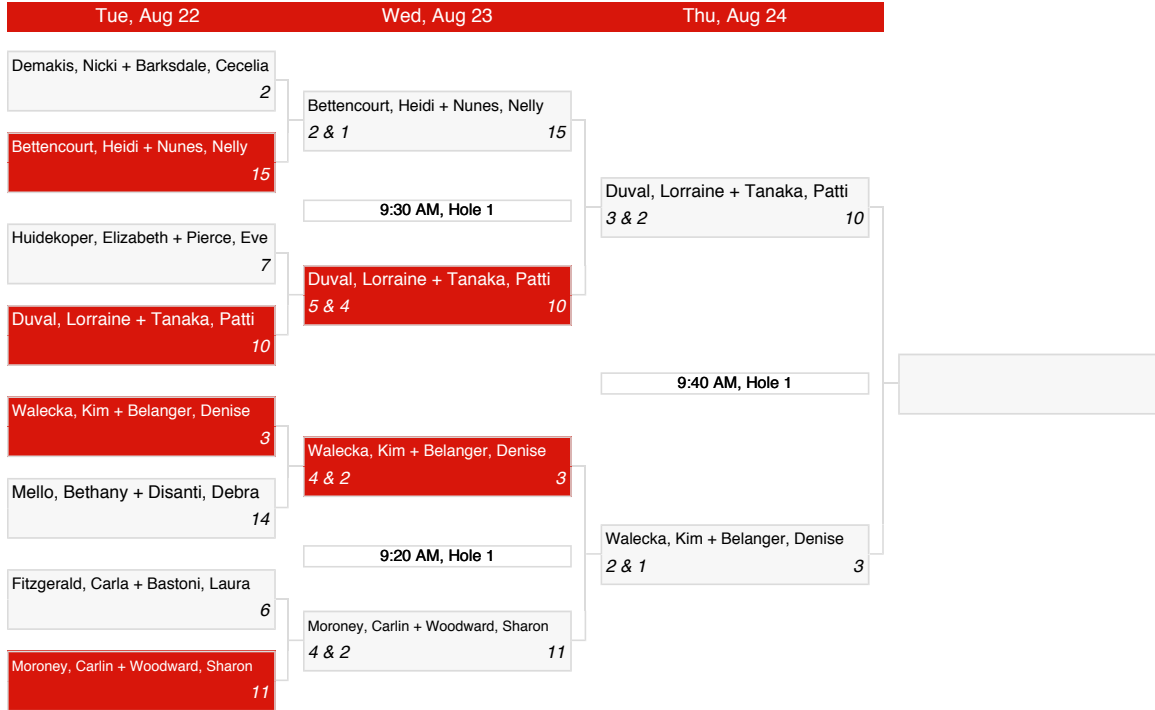 Tue, Aug 22
Wed, Aug 23
Thu, Aug 24
Demakis, Nicki + Barksdale, Cecelia
2
Bettencourt, Heidi + Nunes, Nelly
15
Huidekoper, Elizabeth + Pierce, Eve
7
Duval, Lorraine + Tanaka, Patti
10
Walecka, Kim + Belanger, Denise
3
Mello, Bethany + Disanti, Debra
14
Fitzgerald, Carla + Bastoni, Laura
6
Moroney, Carlin + Woodward, Sharon
11
Bettencourt, Heidi + Nunes, Nelly
2 & 1 15
9:30 AM, Hole 1
Duval, Lorraine + Tanaka, Patti
5 & 4 10
Walecka, Kim + Belanger, Denise
4 & 2 3
9:20 AM, Hole 1
Moroney, Carlin + Woodward, Sharon
4 & 2 11
Duval, Lorraine + Tanaka, Patti
3 & 2 10
9:40 AM, Hole 1
Walecka, Kim + Belanger, Denise
2 & 1 3